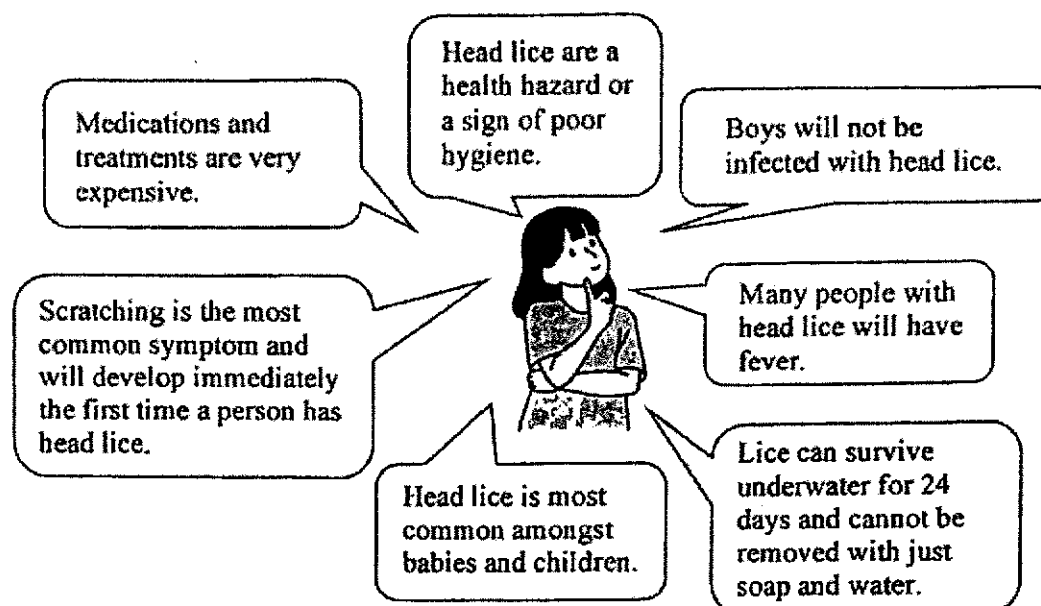 Head lice are a
health hazard or
a sign of poor
hygiene.
Medications and
treatments are very
expensive.
Boys will not be
infected with head lice.
Scratching is the most
common symptom and
will develop immediately
the first time a person has
head lice.
Many people with
head lice will have
fever.
Head lice is most
common amongst
babies and children.
Lice can survive
underwater for 24
days and cannot be
removed with just
soap and water.